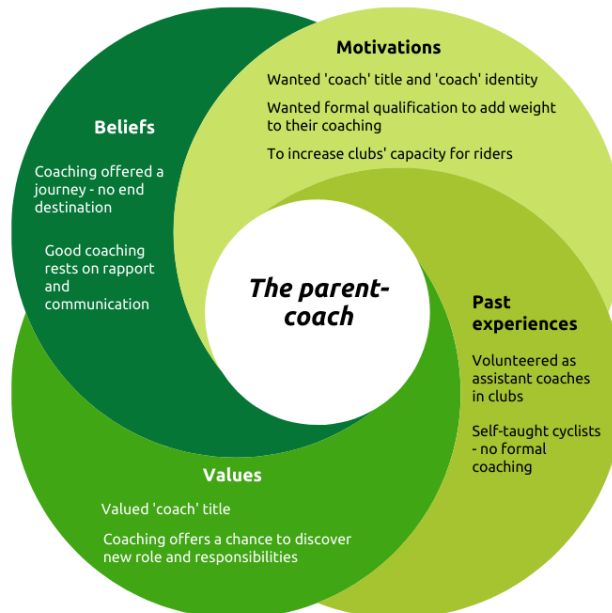 Motivations
Wanted 'coach' title and 'coach' identity
Wanted formal qualification to add weight
to their coaching
To increase clubs' capacity for riders
Beliefs
Coaching offered a
journey - no end
destination
Good coaching
rests on rapport
and
communication
The parent-
coach
Past
experiences
Volunteered as
assistant coaches
in clubs
Self-taught cyclists
- no formal
coaching
Values
Valued 'coach' title
Coaching offers a chance to discover
new role and responsibilities